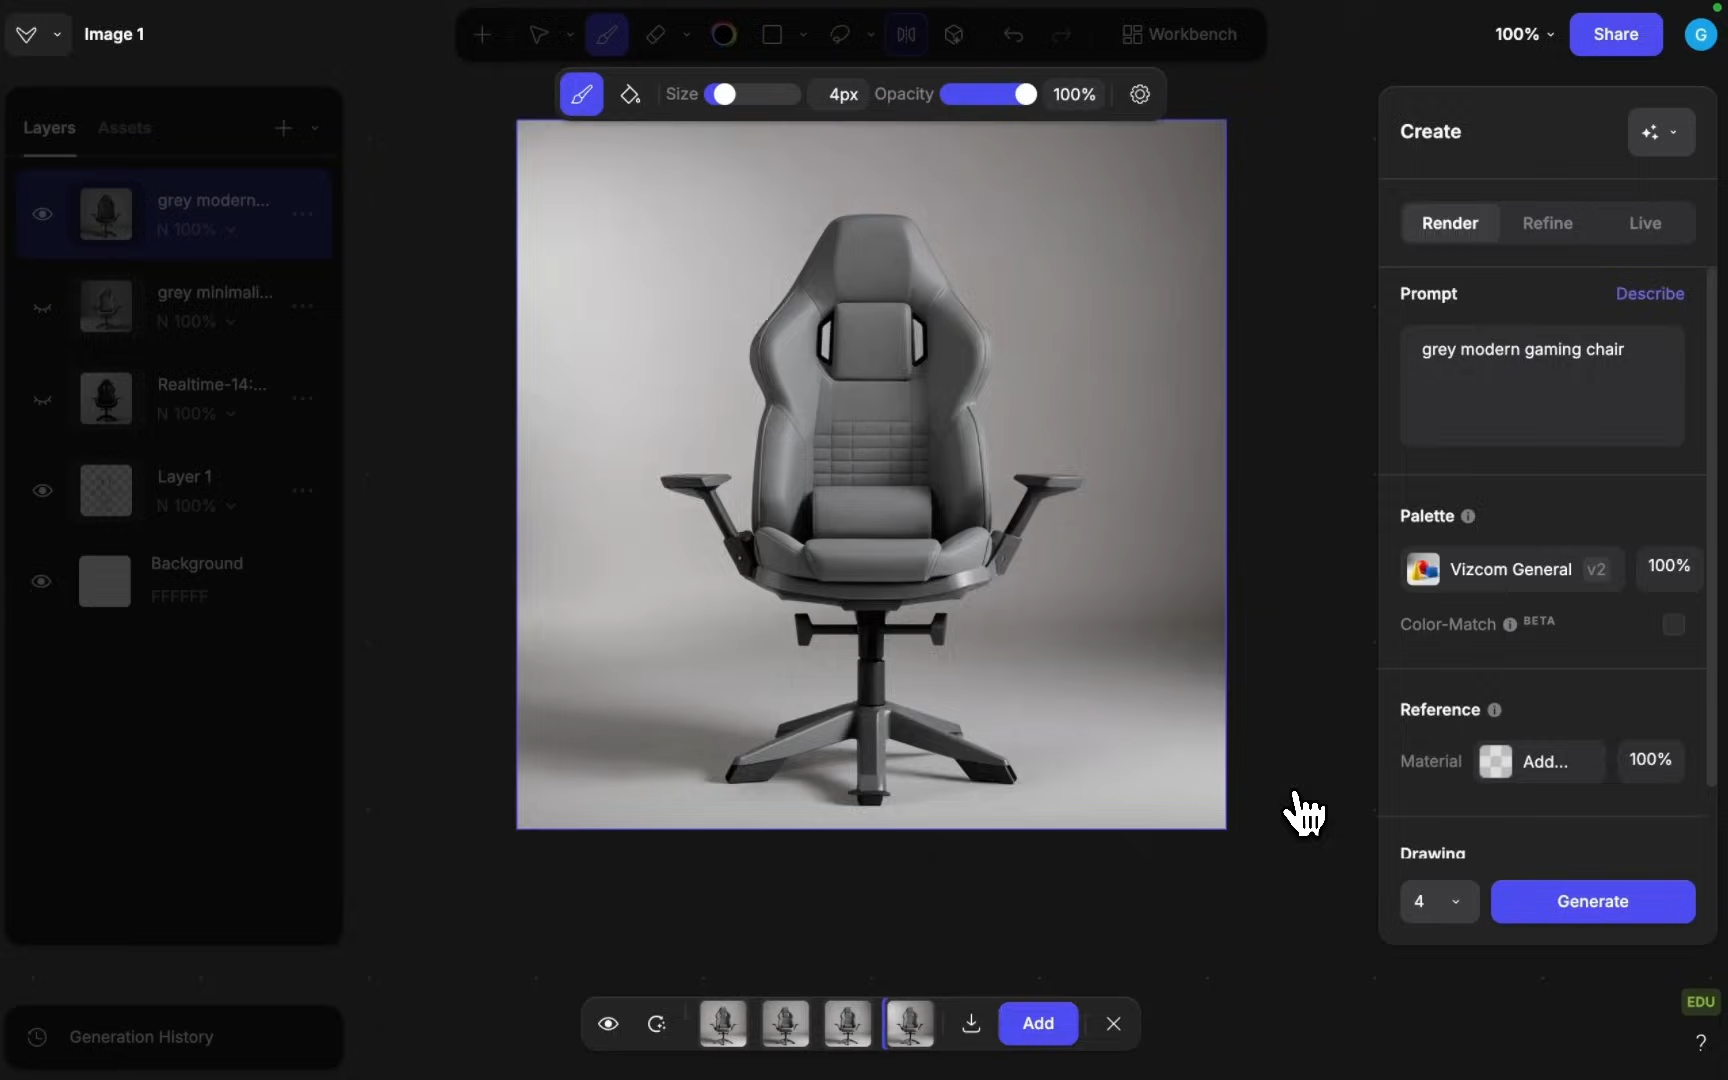 Image 1
Workbench
100%
Share
G
Size
4px
Opacity
100%
Layers
Assets
grey modern...
N 100%
grey minimali...
N 100%
Realtime-14:...
N 100%
Layer 1
N 100%
Background
FFFFFF
Generation History
Create
Render
Refine
Live
Prompt
Describe
grey modern gaming chair
Palette
Vizcom General v2
100%
Color-Match BETA
Reference
Material
Add...
100%
Drawing
4
Generate
Add
EDU
?